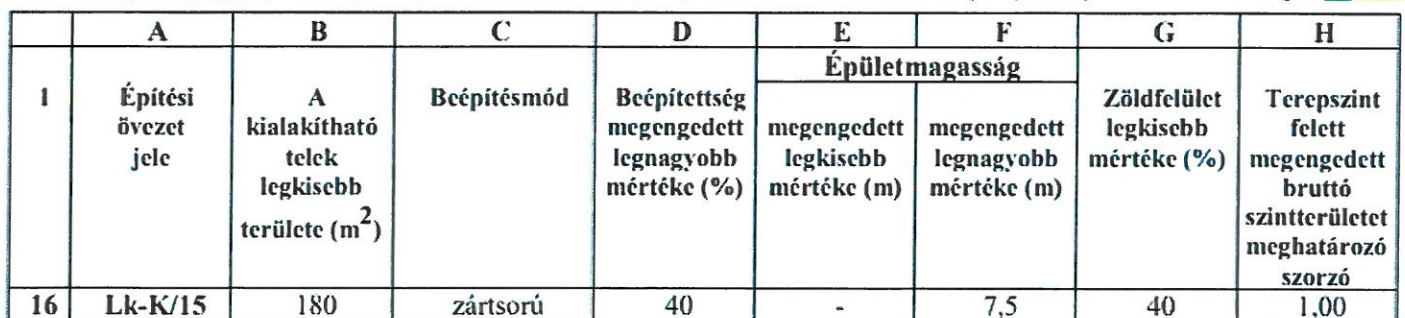 A B C D E F G H
Épületmagasság
1 Építési A Beépítésmód Beépítettség Zöldfelület Terepszint
övezet kialakítható megengedett megengedett megengedett legkisebb felett
jele telek legnagyobb legkisebb legnagyobb mértéke (%) megengedett
legkisebb mértéke (%) mértéke (m) mértéke (m) bruttó
területe (m²) szintterületet
meghatározó
szorzó
16 Lk-K/15 180 zártsorú 40 - 7,5 40 1,00